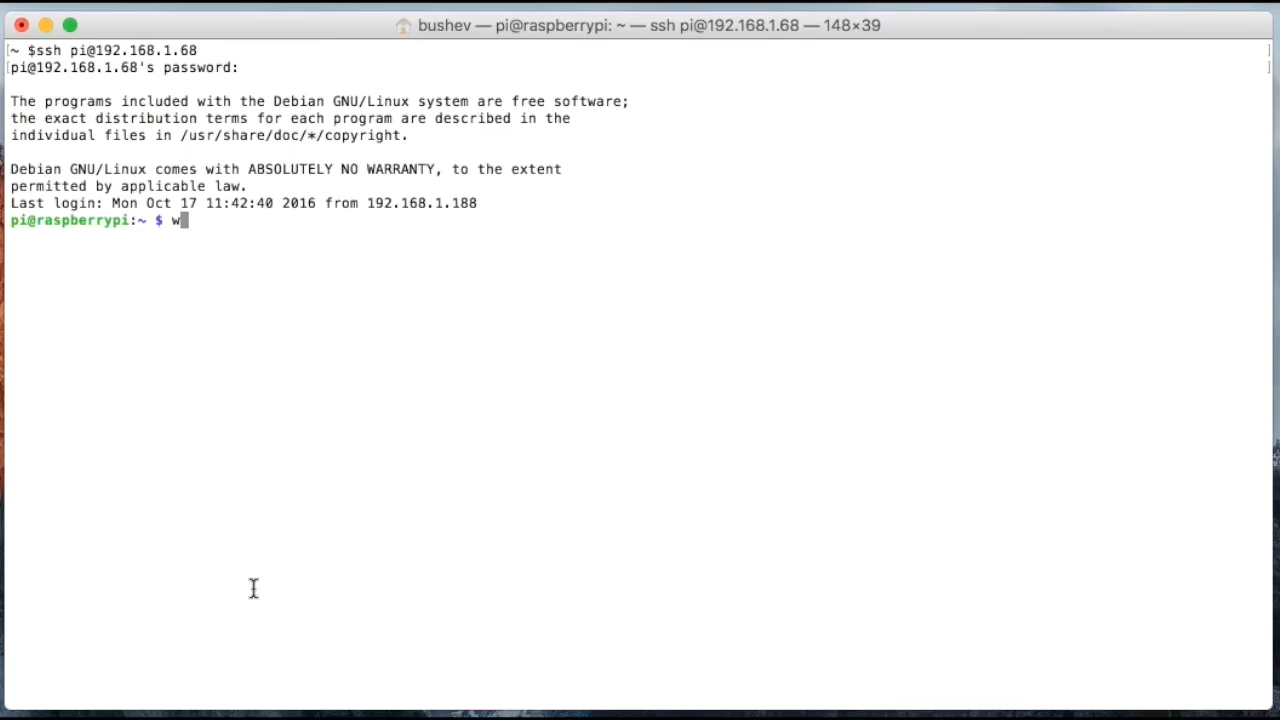 bushev — pi@raspberrypi: ~ — ssh pi@192.168.1.68 — 148×39
[~ $ssh pi@192.168.1.68 ]
[pi@192.168.1.68's password: ]
The programs included with the Debian GNU/Linux system are free software;
the exact distribution terms for each program are described in the
individual files in /usr/share/doc/*/copyright.
Debian GNU/Linux comes with ABSOLUTELY NO WARRANTY, to the extent
permitted by applicable law.
Last login: Mon Oct 17 11:42:40 2016 from 192.168.1.188
pi@raspberrypi:~ $ w